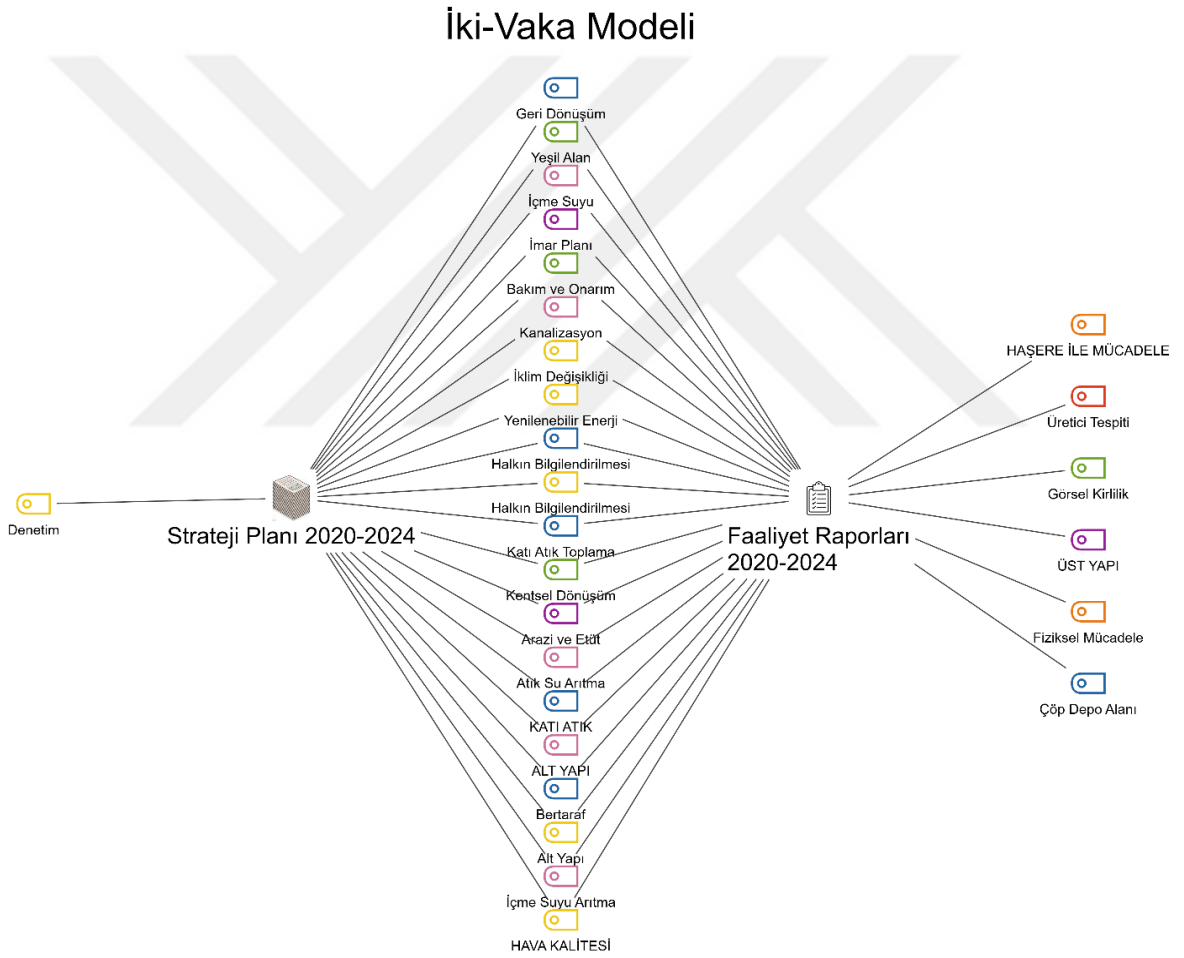 İki-Vaka Modeli
Geri Dönüşüm
Yeşil Alan
İçme Suyu
İmar Planı
Bakım ve Onarım
Kanalizasyon
İklim Değişikliği
Yenilenebilir Enerji
Halkın Bilgilendirilmesi
Halkın Bilgilendirilmesi
Katı Atık Toplama
Kentsel Dönüşüm
Arazi ve Etüt
Atık Su Arıtma
KATI ATIK
ALT YAPI
Bertaraf
Alt Yapı
İçme Suyu Arıtma
HAVA KALİTESİ
Denetim
Strateji Planı 2020-2024
Faaliyet Raporları
2020-2024
HAŞERE İLE MÜCADELE
Üretici Tespiti
Görsel Kirlilik
ÜST YAPI
Fiziksel Mücadele
Çöp Depo Alanı